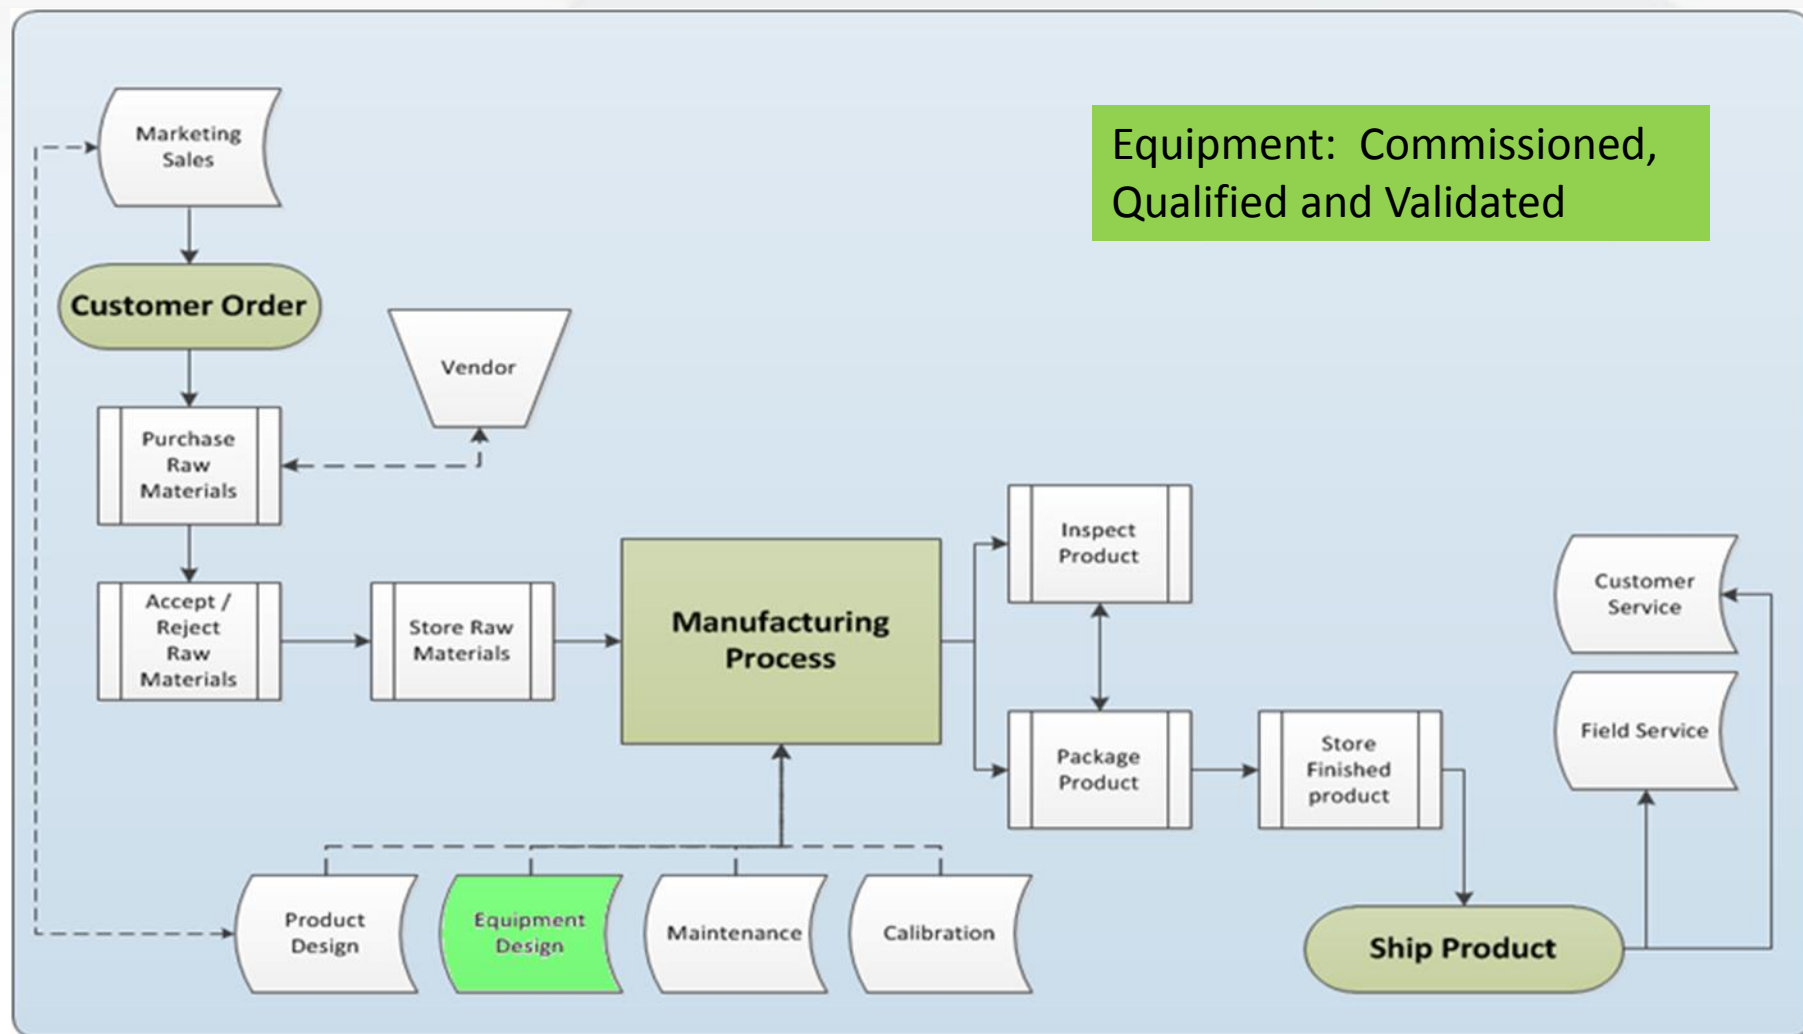 Marketing
Sales
Equipment:  Commissioned,
Qualified and Validated
Customer Order
Vendor
Purchase
Raw
Materials
Accept /
Reject
Raw
Materials
Store Raw
Materials
Manufacturing
Process
Inspect
Product
Package
Product
Store
Finished
product
Customer
Service
Field Service
Product
Design
Equipment
Design
Maintenance
Calibration
Ship Product